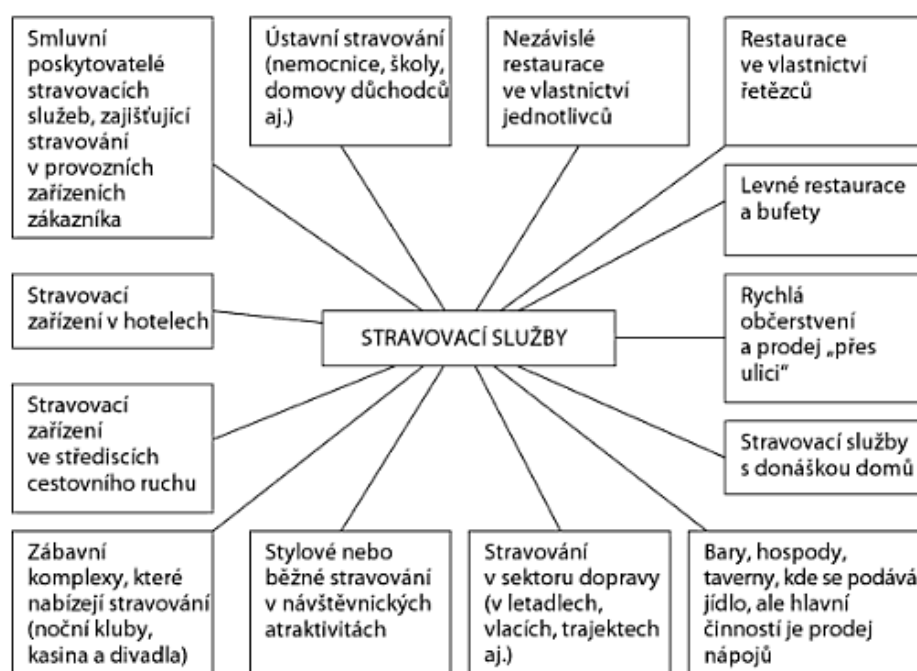 Smluvní
poskytovatelé
stravovacích
služeb, zajišťující
stravování
v provozních
zařízeních
zákazníka
Ústavní stravování
(nemocnice, školy,
domovy důchodců
aj.)
Nezávislé
restaurace
ve vlastnictví
jednotlivců
Restaurace
ve vlastnictví
řetězců
Levné restaurace
a bufety
Stravovací
zařízení v hotelech
STRAVOVACÍ SLUŽBY
Rychlá
občerstvení
a prodej „přes
ulici“
Stravovací
zařízení
ve střediscích
cestovního ruchu
Stravovací služby
s donáškou domů
Zábavní
komplexy, které
nabízejí stravování
(noční kluby,
kasina a divadla)
Stylové nebo
běžné stravování
v návštěvnických
atraktivitách
Stravování
v sektoru dopravy
(v letadlech,
vlacích, trajektech
aj.)
Bary, hospody,
taverny, kde se podává
jídlo, ale hlavní
činností je prodej
nápojů